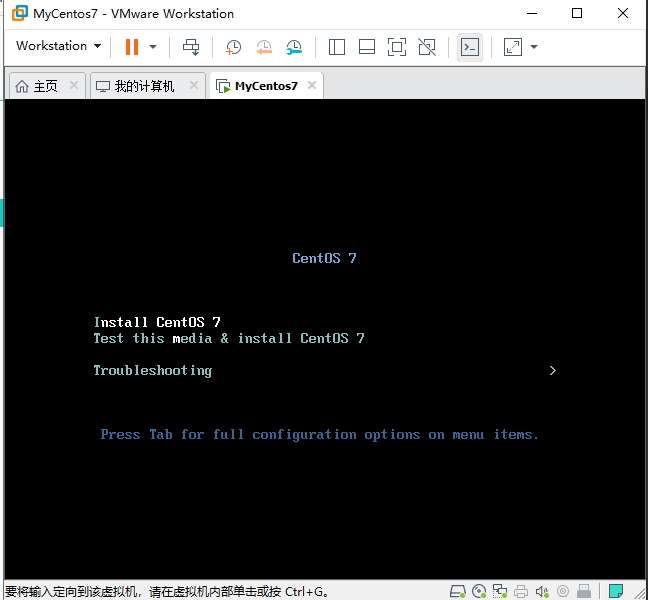 MyCentos7 - VMware Workstation
Workstation
主页
我的计算机
MyCentos7
CentOS 7
Install CentOS 7
Test this media & install CentOS 7
Troubleshooting >
Press Tab for full configuration options on menu items.
要将输入定向到该虚拟机，请在虚拟机内部单击或按 Ctrl+G。